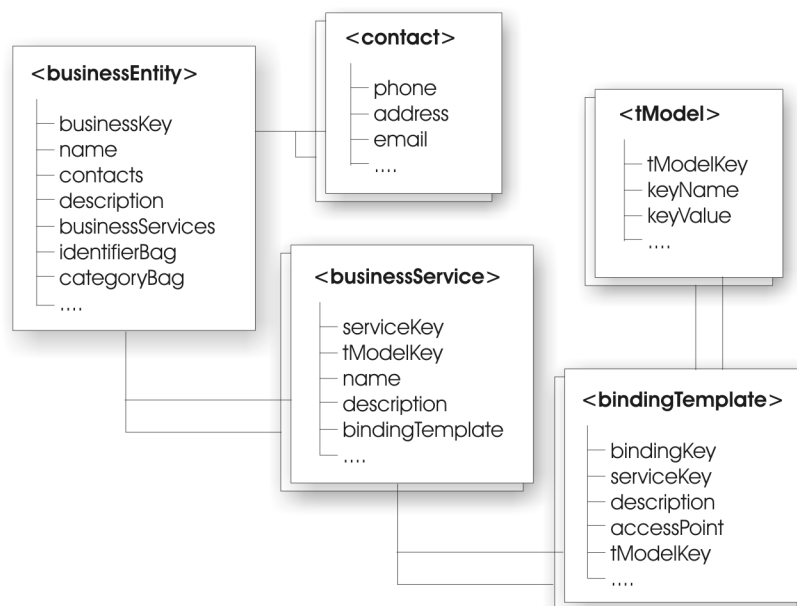 <businessEntity>
businessKey
name
contacts
description
businessServices
identifierBag
categoryBag
....
<contact>
phone
address
email
....
<tModel>
tModelKey
keyName
keyValue
....
<businessService>
serviceKey
tModelKey
name
description
bindingTemplate
....
<bindingTemplate>
bindingKey
serviceKey
description
accessPoint
tModelKey
....